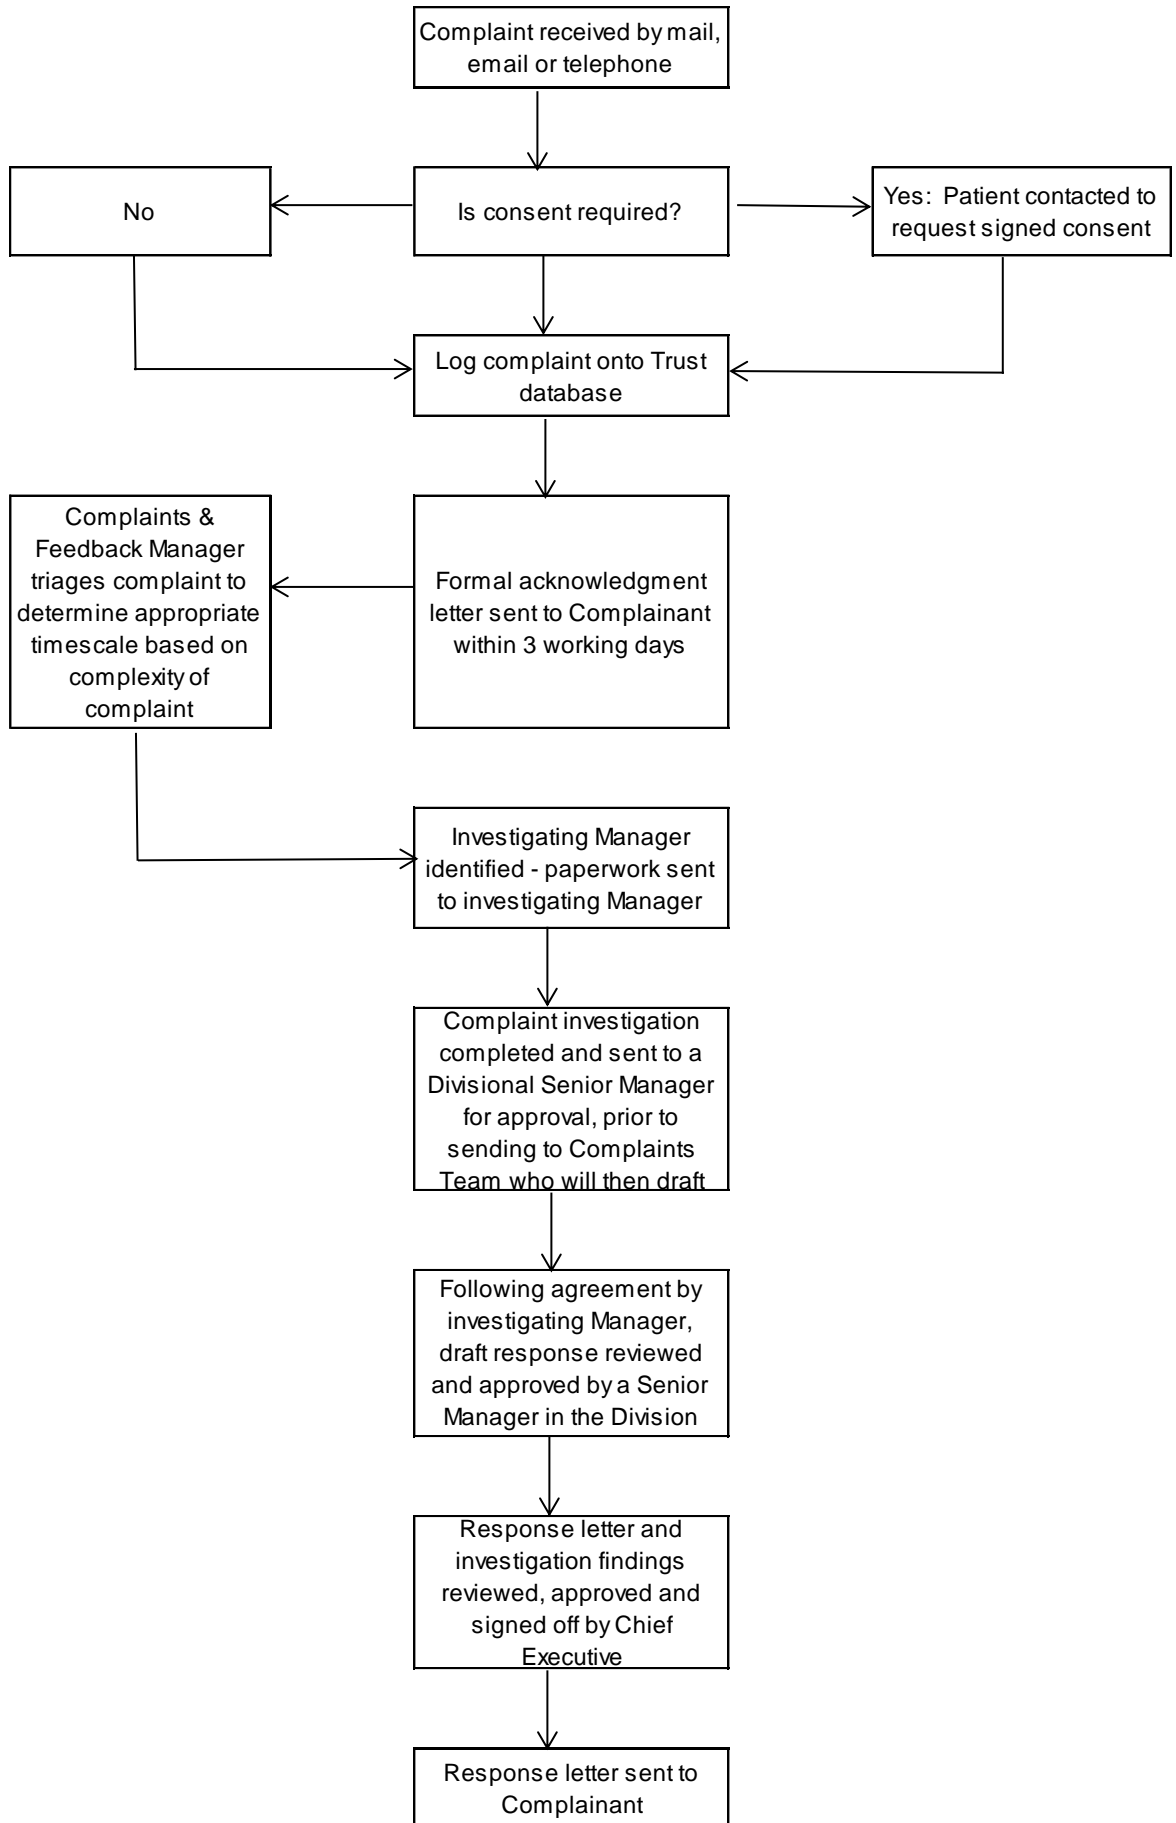 Complaint received by mail,
email or telephone
No
Is consent required?
Yes:  Patient contacted to
request signed consent
Log complaint onto Trust
database
Complaints &
Feedback Manager
triages complaint to
determine appropriate
timescale based on
complexity of
complaint
Formal acknowledgment
letter sent to Complainant
within 3 working days
Investigating Manager
identified - paperwork sent
to investigating Manager
Complaint investigation
completed and sent to a
Divisional Senior Manager
for approval, prior to
sending to Complaints
Team who will then draft
Following agreement by
investigating Manager,
draft response reviewed
and approved by a Senior
Manager in the Division
Response letter and
investigation findings
reviewed, approved and
signed off by Chief
Executive
Response letter sent to
Complainant